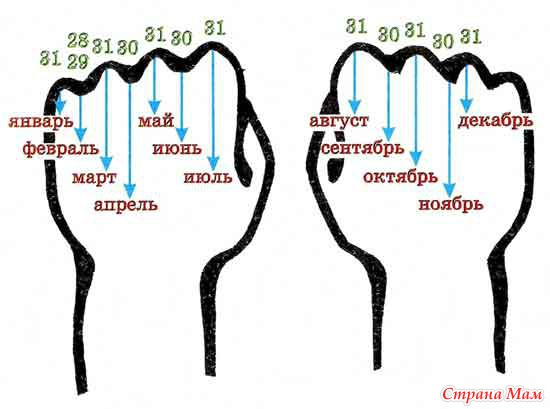 31 28 29 31 30 31 30 31
январь
февраль
март
апрель
май
июнь
июль
31 30 31 30 31
август
сентябрь
октябрь
ноябрь
декабрь
Страна Мам